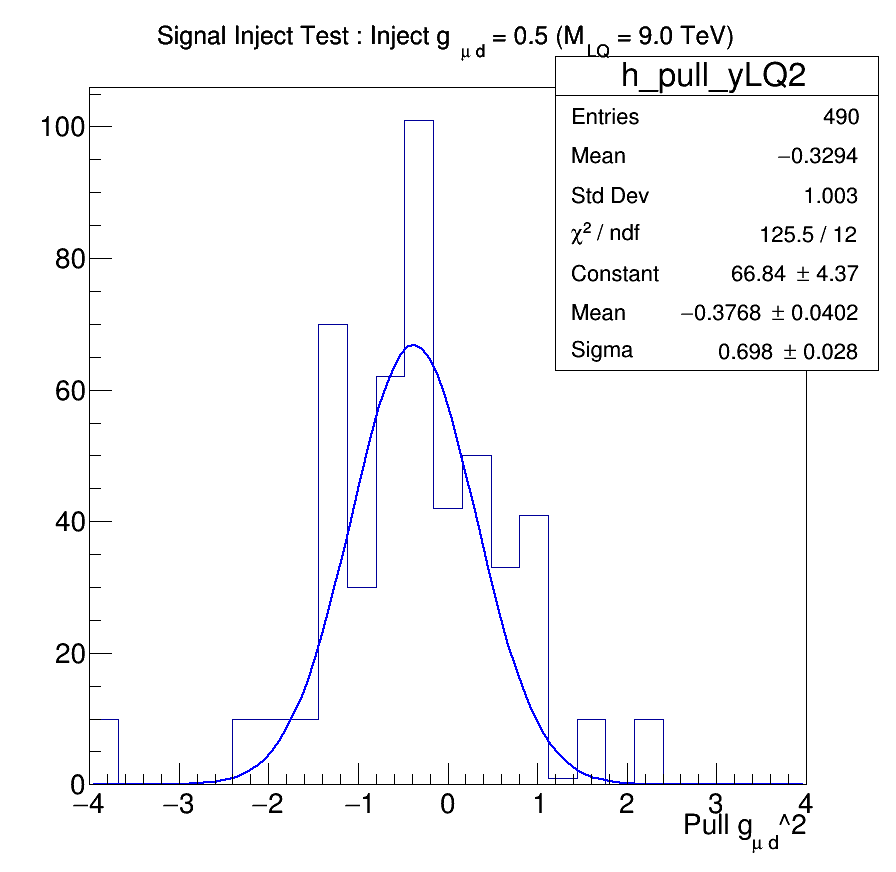 Signal Inject Test : Inject g μ d = 0.5 (M LQ = 9.0 TeV)
h_pull_yLQ2
Entries 490
Mean −0.3294
Std Dev 1.003
χ² / ndf 125.5 / 12
Constant 66.84 ± 4.37
Mean −0.3768 ± 0.0402
Sigma 0.698 ± 0.028
100
80
60
40
20
0
−4 −3 −2 −1 0 1 2 3 4
Pull g μ d ^2